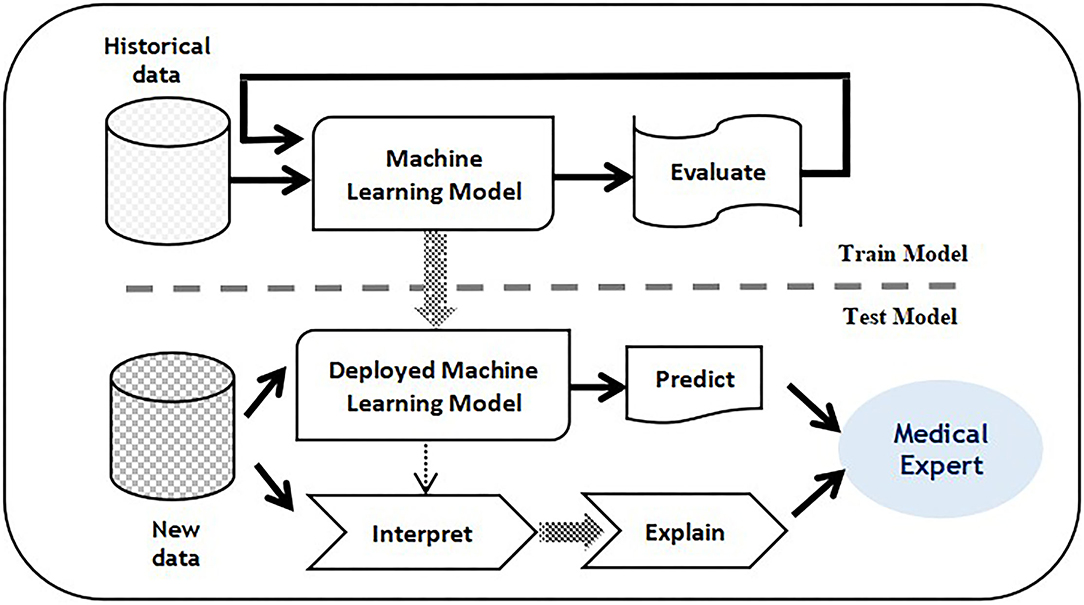 Historical
data
Machine
Learning Model
Evaluate
Train Model
Test Model
Deployed Machine
Learning Model
Predict
Medical
Expert
New
data
Interpret
Explain